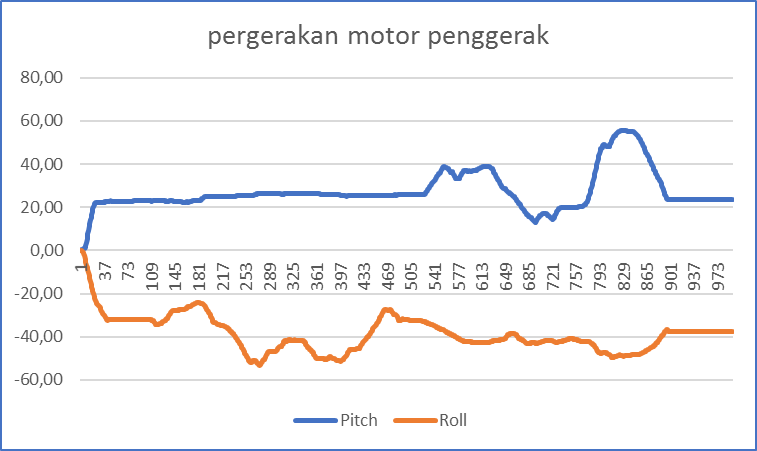 pergerakan motor penggerak
80,00
60,00
40,00
20,00
0,00
-20,00
-40,00
-60,00
1 37 73 109 145 181 217 253 289 325 361 397 433 469 505 541 577 613 649 685 721 757 793 829 865 901 937 973
Pitch Roll